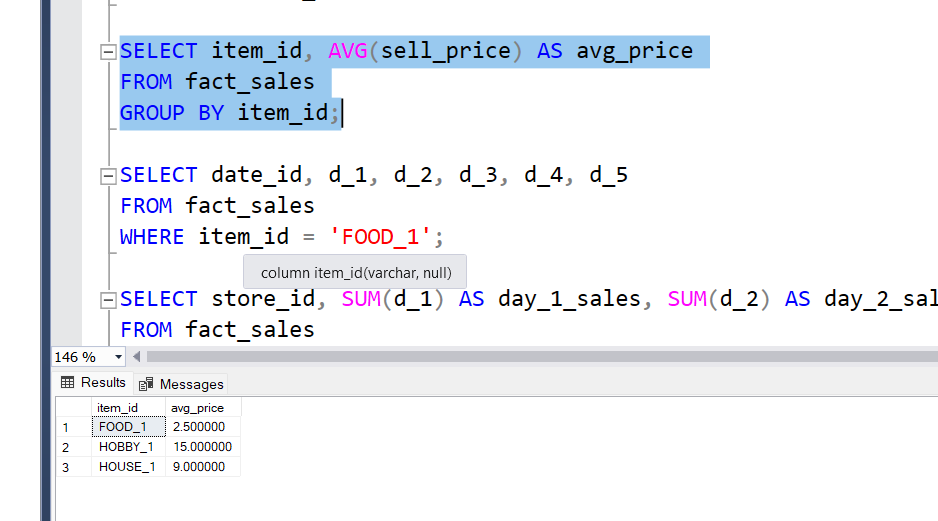 SELECT item_id, AVG(sell_price) AS avg_price
FROM fact_sales
GROUP BY item_id;
SELECT date_id, d_1, d_2, d_3, d_4, d_5
FROM fact_sales
WHERE item_id = 'FOOD_1';
column item_id(varchar, null)
SELECT store_id, SUM(d_1) AS day_1_sales, SUM(d_2) AS day_2_sal
FROM fact_sales
146 %
Results Messages
item_id avg_price
1 FOOD_1 2.500000
2 HOBBY_1 15.000000
3 HOUSE_1 9.000000